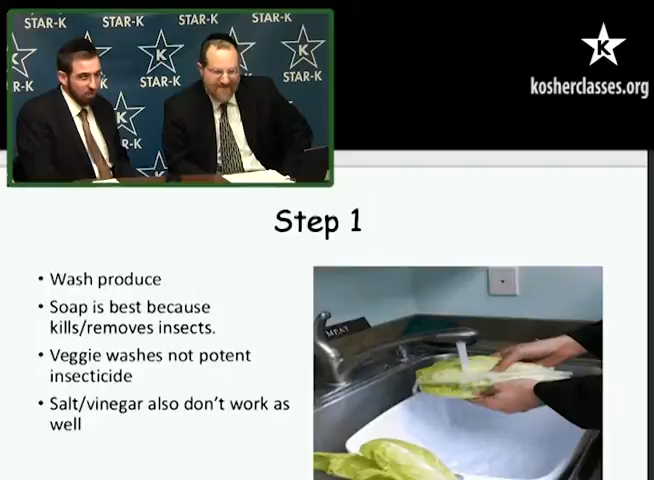 STAR-K
STAR-K
STAR-K
STAR-K
K
K
K
STAR-K
STAR-K
R-K
K
K
kosherclasses.org
Step 1
• Wash produce
• Soap is best because
kills/removes insects.
• Veggie washes not potent
insecticide
• Salt/vinegar also don't work as
well
MEAT